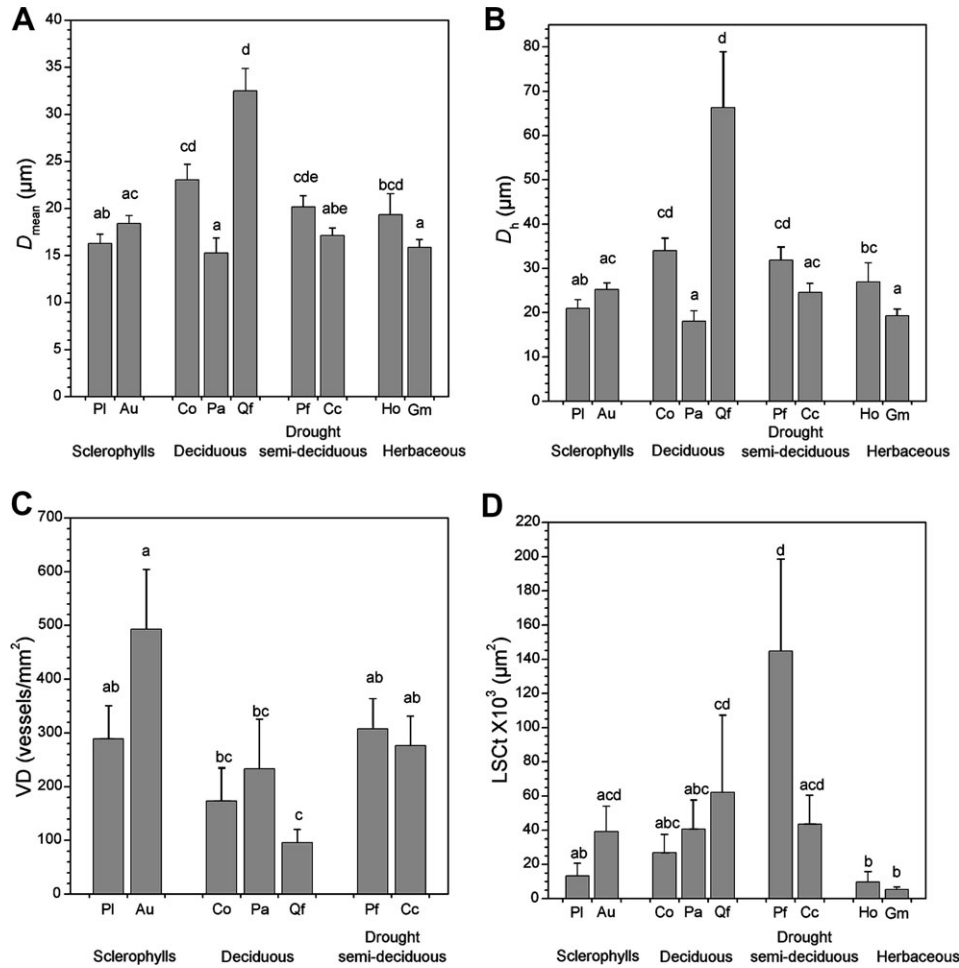 A
D mean (µm)
40
35
30
25
20
15
10
5
0
ab
ac
cd
a
d
cde
abe
bcd
a
Pl Au Co Pa Qf Pf Cc Ho Gm
Sclerophylls Deciduous Drought semi-deciduous Herbaceous
B
D h (µm)
80
70
60
50
40
30
20
10
0
ab
ac
cd
a
d
cd
ac
bc
a
Pl Au Co Pa Qf Pf Cc Ho Gm
Sclerophylls Deciduous Drought semi-deciduous Herbaceous
C
VD (vessels/mm²)
700
600
500
400
300
200
100
0
ab
a
bc
bc
c
ab
ab
Pl Au Co Pa Qf Pf Cc
Sclerophylls Deciduous Drought semi-deciduous
D
LSCt X10³ (µm²)
220
200
180
160
140
120
100
80
60
40
20
0
ab
acd
abc
abc
cd
d
acd
b
b
Pl Au Co Pa Qf Pf Cc Ho Gm
Sclerophylls Deciduous Drought semi-deciduous Herbaceous